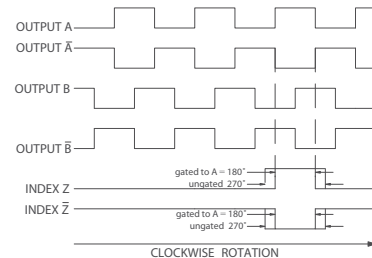 OUTPUT A
OUTPUT A̅
OUTPUT B
OUTPUT B̅
gated to A = 180°
ungated 270°
INDEX Z
INDEX Z̅
gated to A = 180°
ungated 270°
CLOCKWISE ROTATION